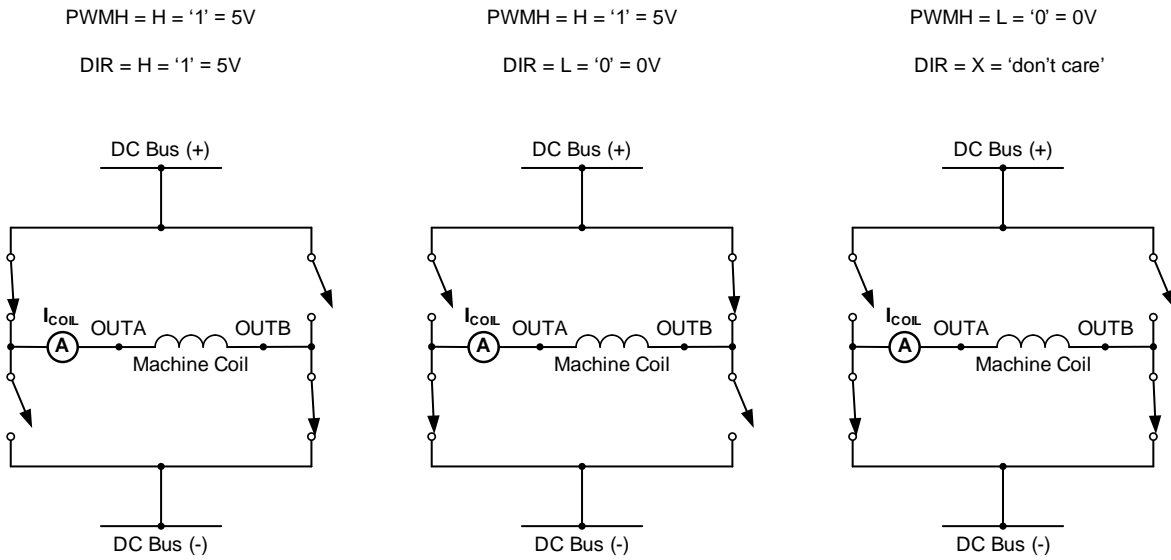 PWMH = H = ‘1’ = 5V
DIR = H = ‘1’ = 5V
DC Bus (+)
ICOIL
A
OUTA
OUTB
Machine Coil
DC Bus (-)
PWMH = H = ‘1’ = 5V
DIR = L = ‘0’ = 0V
DC Bus (+)
ICOIL
A
OUTA
OUTB
Machine Coil
DC Bus (-)
PWMH = L = ‘0’ = 0V
DIR = X = ‘don’t care’
DC Bus (+)
ICOIL
A
OUTA
OUTB
Machine Coil
DC Bus (-)